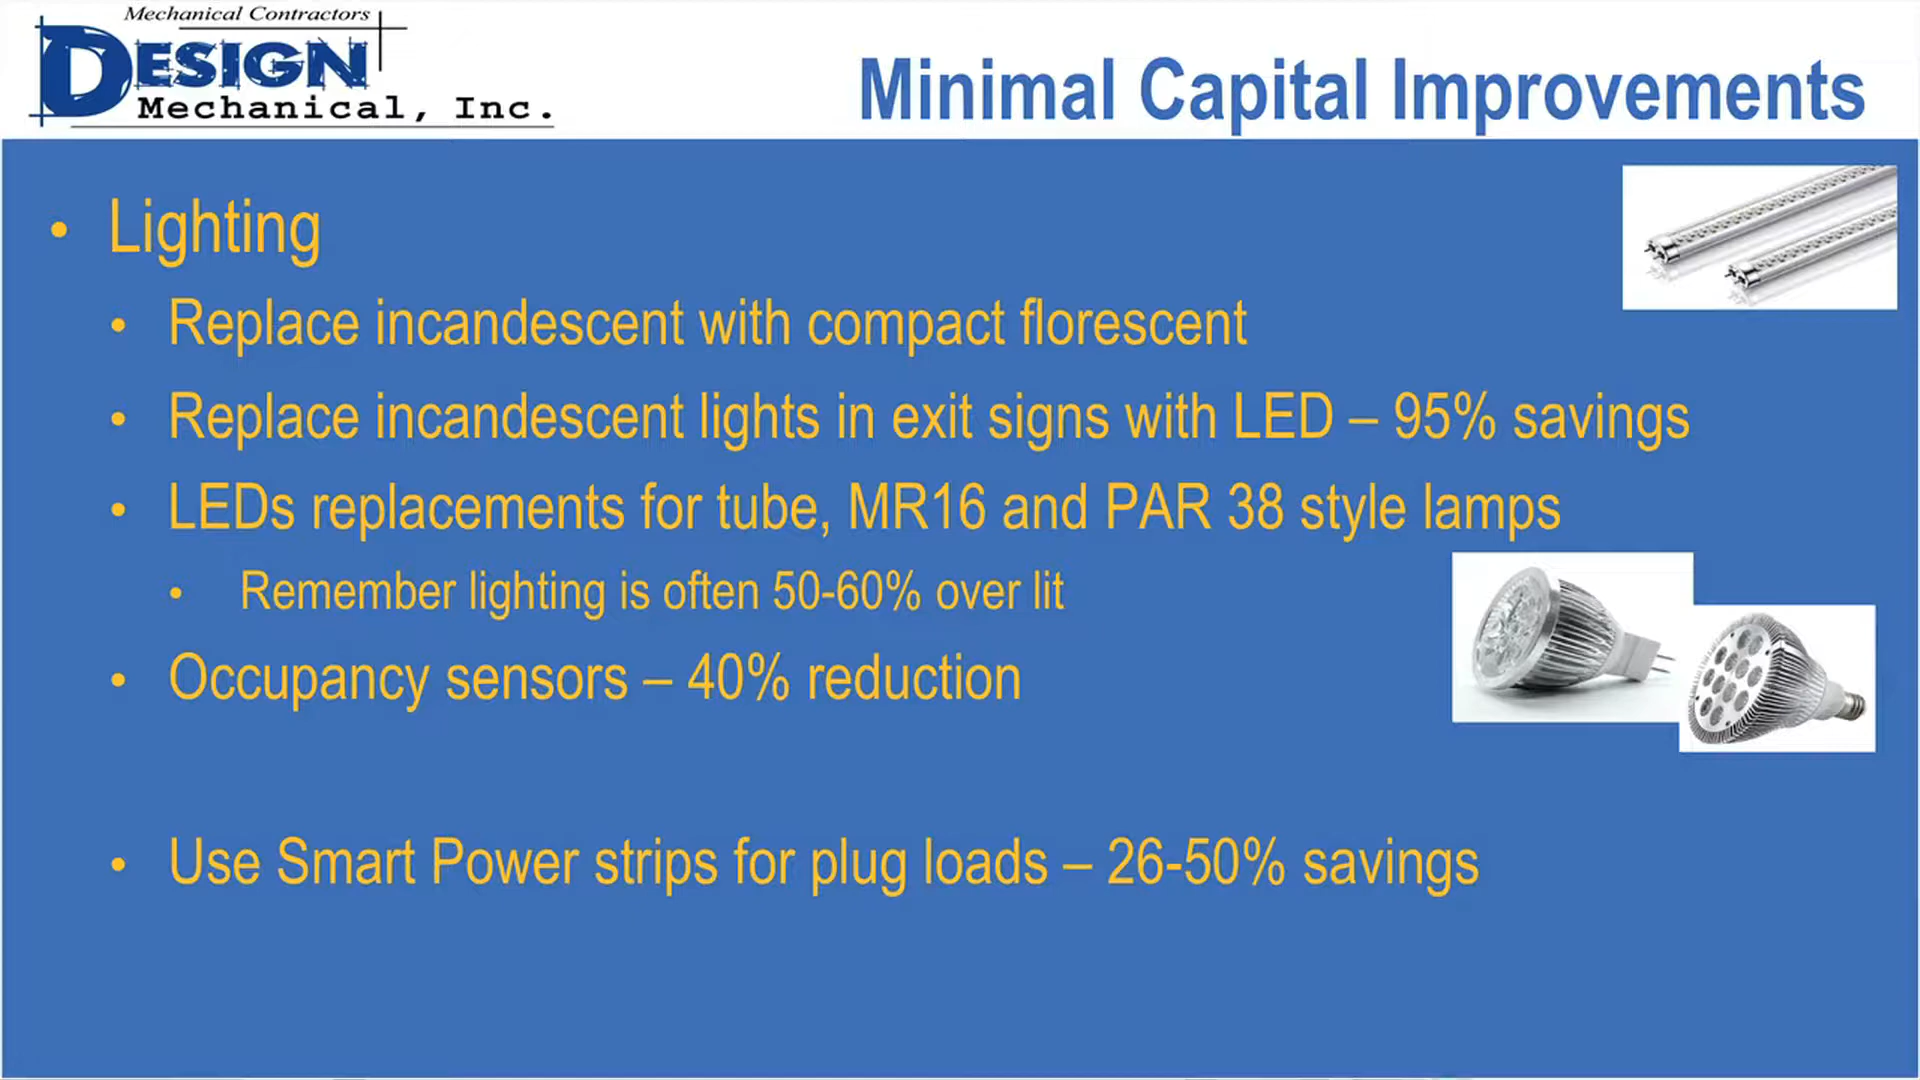 Mechanical Contractors
DESIGN
Mechanical, Inc.
Minimal Capital Improvements
• Lighting
• Replace incandescent with compact florescent
• Replace incandescent lights in exit signs with LED – 95% savings
• LEDs replacements for tube, MR16 and PAR 38 style lamps
• Remember lighting is often 50-60% over lit
• Occupancy sensors – 40% reduction
• Use Smart Power strips for plug loads – 26-50% savings